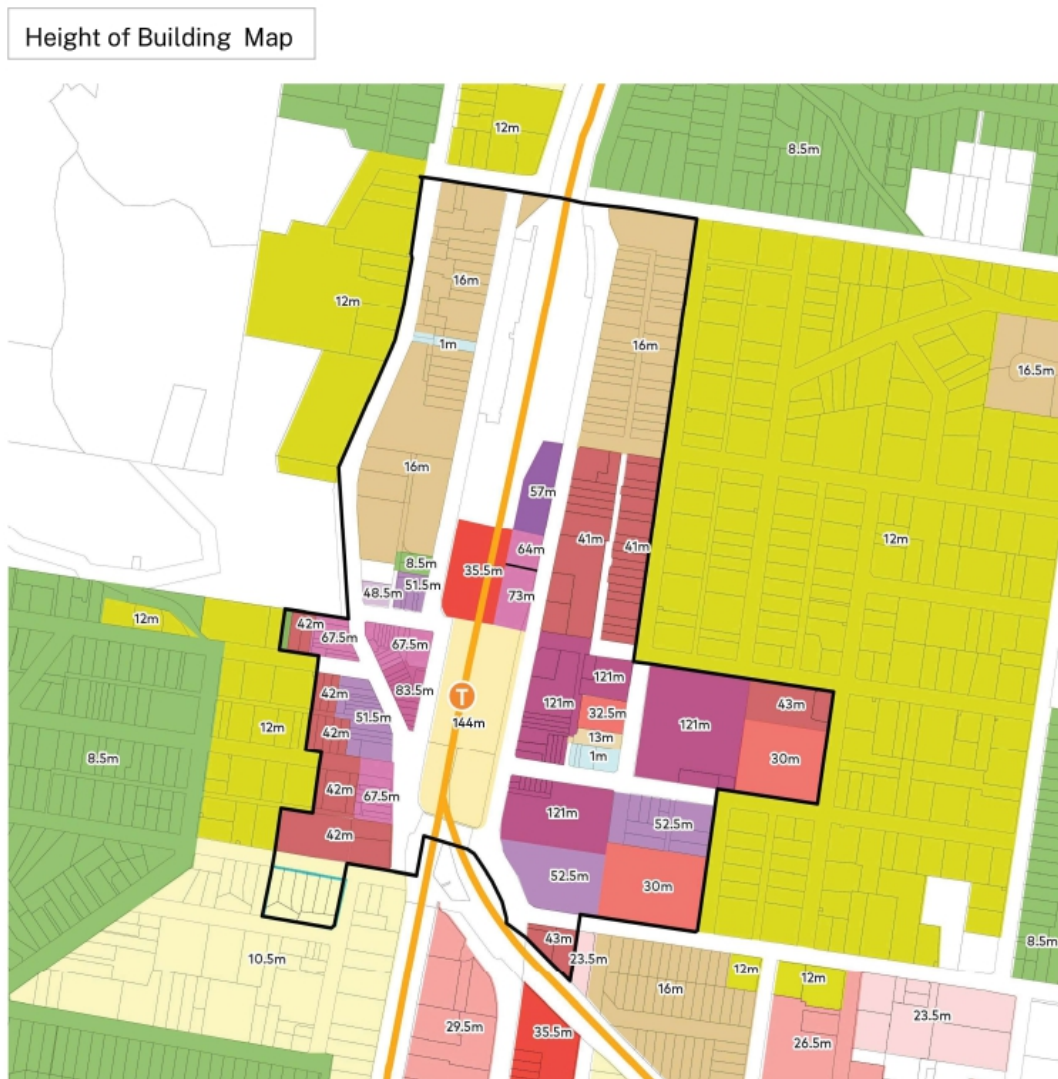 Height of Building Map
12m
8.5m
16m
12m
1m
16m
16.5m
16m
57m
41m
41m
12m
64m
35.5m
8.5m
51.5m
48.5m
73m
12m
42m
67.5m
67.5m
121m
83.5m
42m
T
144m
121m
32.5m
121m
43m
51.5m
12m
42m
13m
1m
8.5m
30m
42m
67.5m
121m
52.5m
42m
52.5m
30m
43m
8.5m
10.5m
23.5m
12m
12m
16m
23.5m
29.5m
35.5m
26.5m